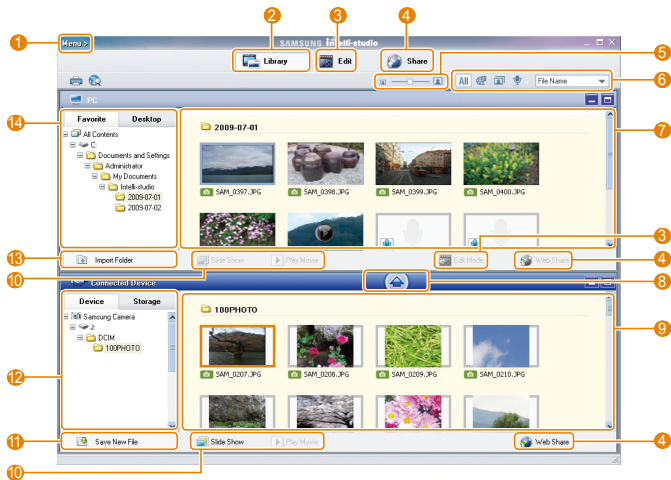 2 3 4
1 Menu > SAMSUNG intelli-studio
Library Edit Share
5
All File Name 6
PC
14 Favorite Desktop 7
All Contents
C:
Documents and Settings
Administrator
My Documents
Intelli-studio
2009-07-01
2009-07-02
2009-07-01
SAM_0397.JPG SAM_0398.JPG SAM_0399.JPG SAM_0400.JPG
13 Import Folder
10 Slide Show Play Movie Edit Mode 3 Web Share 4
Connected Device 8
Device Storage
Samsung Camera
J:
DCIM
100PHOTO
12
100PHOTO
9
SAM_0207.JPG SAM_0208.JPG SAM_0209.JPG SAM_0210.JPG
11 Save New File
Slide Show Play Movie Web Share 4
10